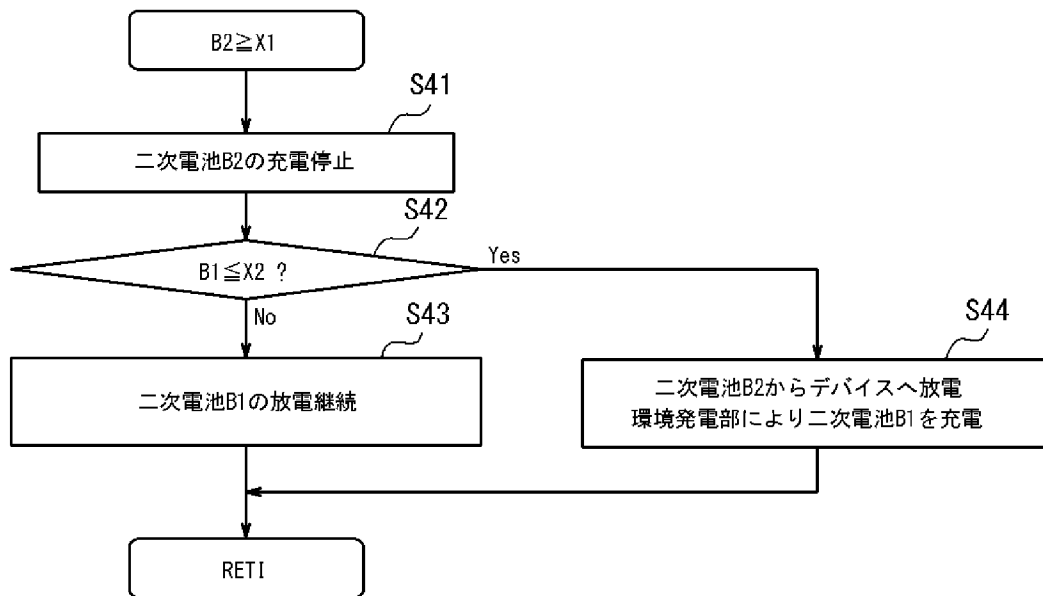 B2≧X1
S41
二次電池B2の充電停止
S42
B1≦X2 ?
Yes
No
S43
二次電池B1の放電継続
S44
二次電池B2からデバイスへ放電
環境発電部により二次電池B1を充電
RETI